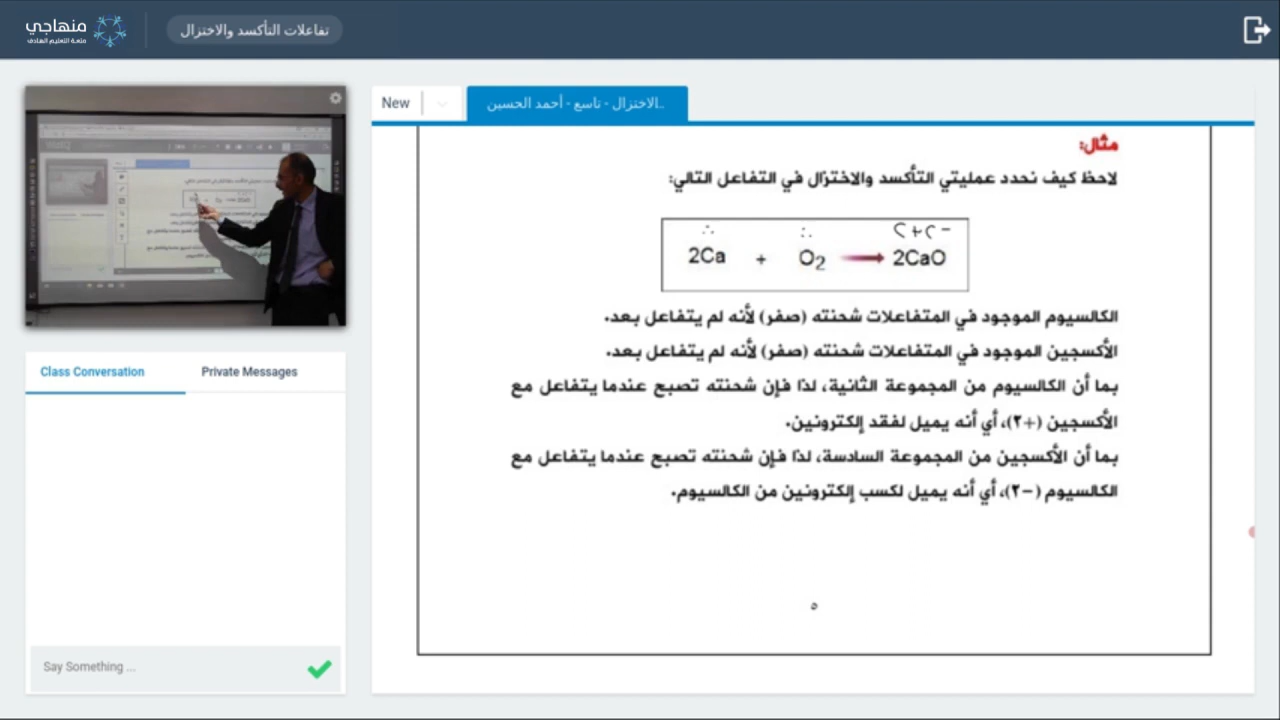 منهاجي
متعة التعليم الهادف
تفاعلات التأكسد والاختزال
New
..الاختزال - تاسع - أحمد الحسين
مثال:
لاحظ كيف نحدد عمليتي التأكسد والاختزال في التفاعل التالي:
2Ca + O2 2CaO
الكالسيوم الموجود في المتفاعلات شحنته (صفر) لأنه لم يتفاعل بعد.
الأكسجين الموجود في المتفاعلات شحنته (صفر) لأنه لم يتفاعل بعد.
بما أن الكالسيوم من المجموعة الثانية، لذا فإن شحنته تصبح عندما يتفاعل مع
الأكسجين (+٢)، أي أنه يميل لفقد إلكترونين.
بما أن الأكسجين من المجموعة السادسة، لذا فإن شحنته تصبح عندما يتفاعل مع
الكالسيوم (-٢)، أي أنه يميل لكسب إلكترونين من الكالسيوم.
٥
Class Conversation
Private Messages
Say Something ...